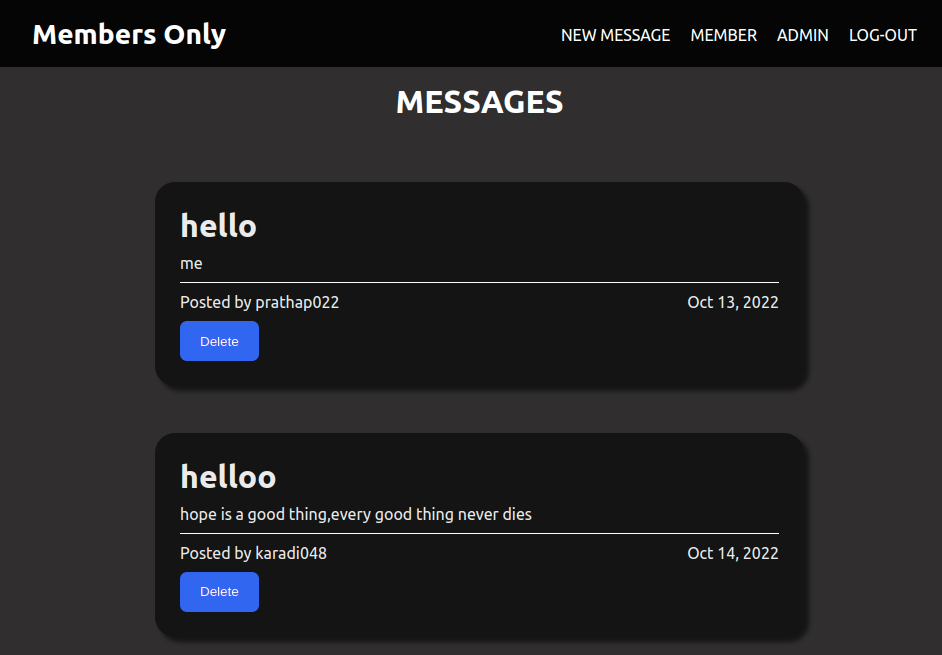 Members Only NEW MESSAGE MEMBER ADMIN LOG-OUT
MESSAGES
hello
me
Posted by prathap022 Oct 13, 2022
Delete
helloo
hope is a good thing,every good thing never dies
Posted by karadi048 Oct 14, 2022
Delete